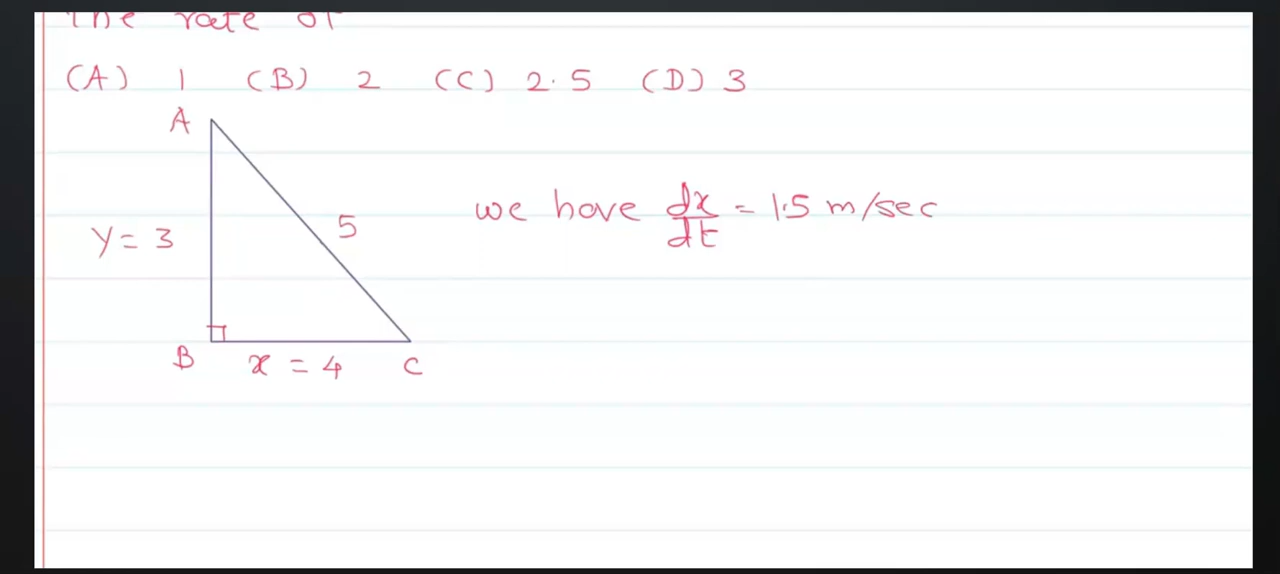 The rate of
(A) 1 (B) 2 (C) 2.5 (D) 3
A
we have dx/dt = 1.5 m/sec
5
y = 3
B x = 4 C